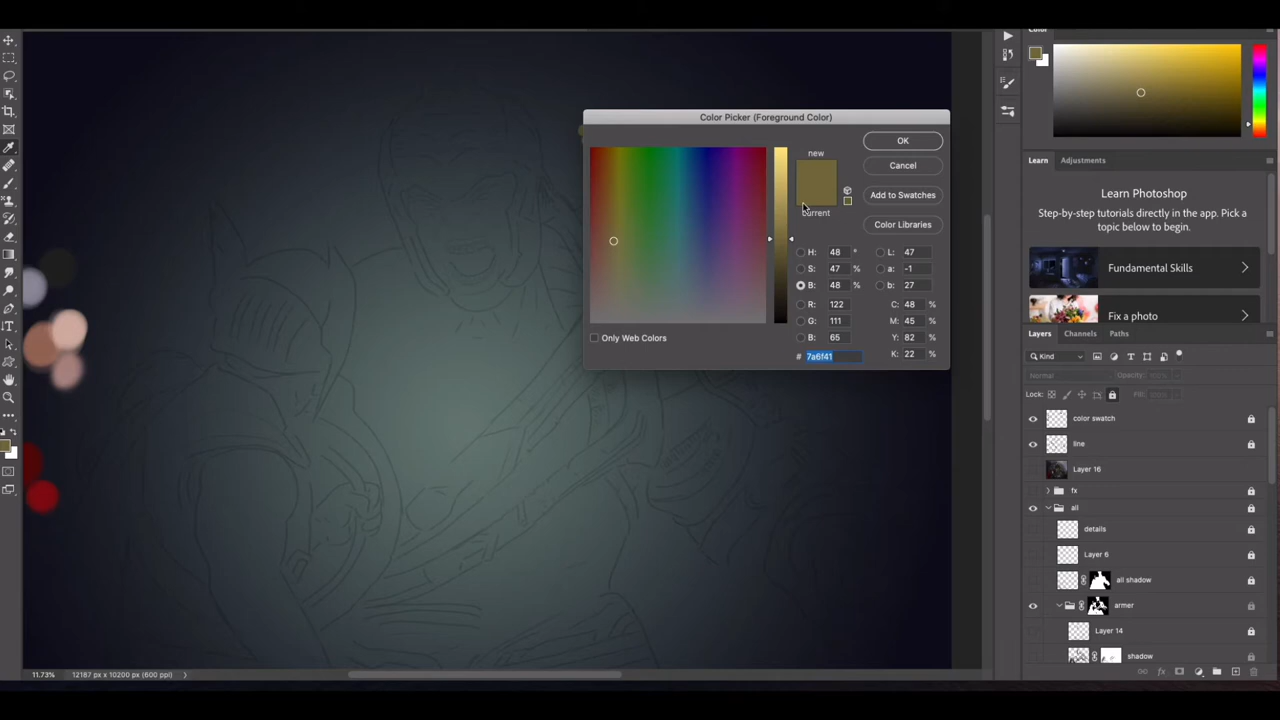 Color Picker (Foreground Color)
new
current
OK
Cancel
Add to Swatches
Color Libraries
H: 48 °
S: 47 %
B: 48 %
R: 122
G: 111
B: 65
# 7a6f41
L: 47
a: -1
b: 27
C: 48 %
M: 45 %
Y: 82 %
K: 22 %
Only Web Colors
Color
Learn Adjustments
Learn Photoshop
Step-by-step tutorials directly in the app. Pick a
topic below to begin.
Fundamental Skills
Fix a photo
Layers Channels Paths
Kind
Normal Opacity: 
Lock: Fill: 
color swatch
line
Layer 16
fx
all
details
Layer 6
all shadow
armer
Layer 14
shadow
11.73% 12187 px x 10200 px (600 ppi)